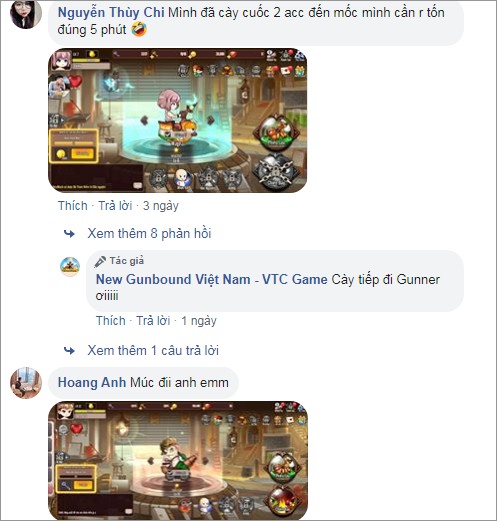 Nguyễn Thùy Chi Mình đã cày cuốc 2 acc đến mốc mình cần r tốn
đúng 5 phút 🤣
Thích · Trả lời · 3 ngày
Xem thêm 8 phản hồi
Tác giả
New Gunbound Việt Nam - VTC Game Cày tiếp đi Gunner
ơiiiii
Thích · Trả lời · 1 ngày
Xem thêm 1 câu trả lời
Hoang Anh Múc đii anh emm